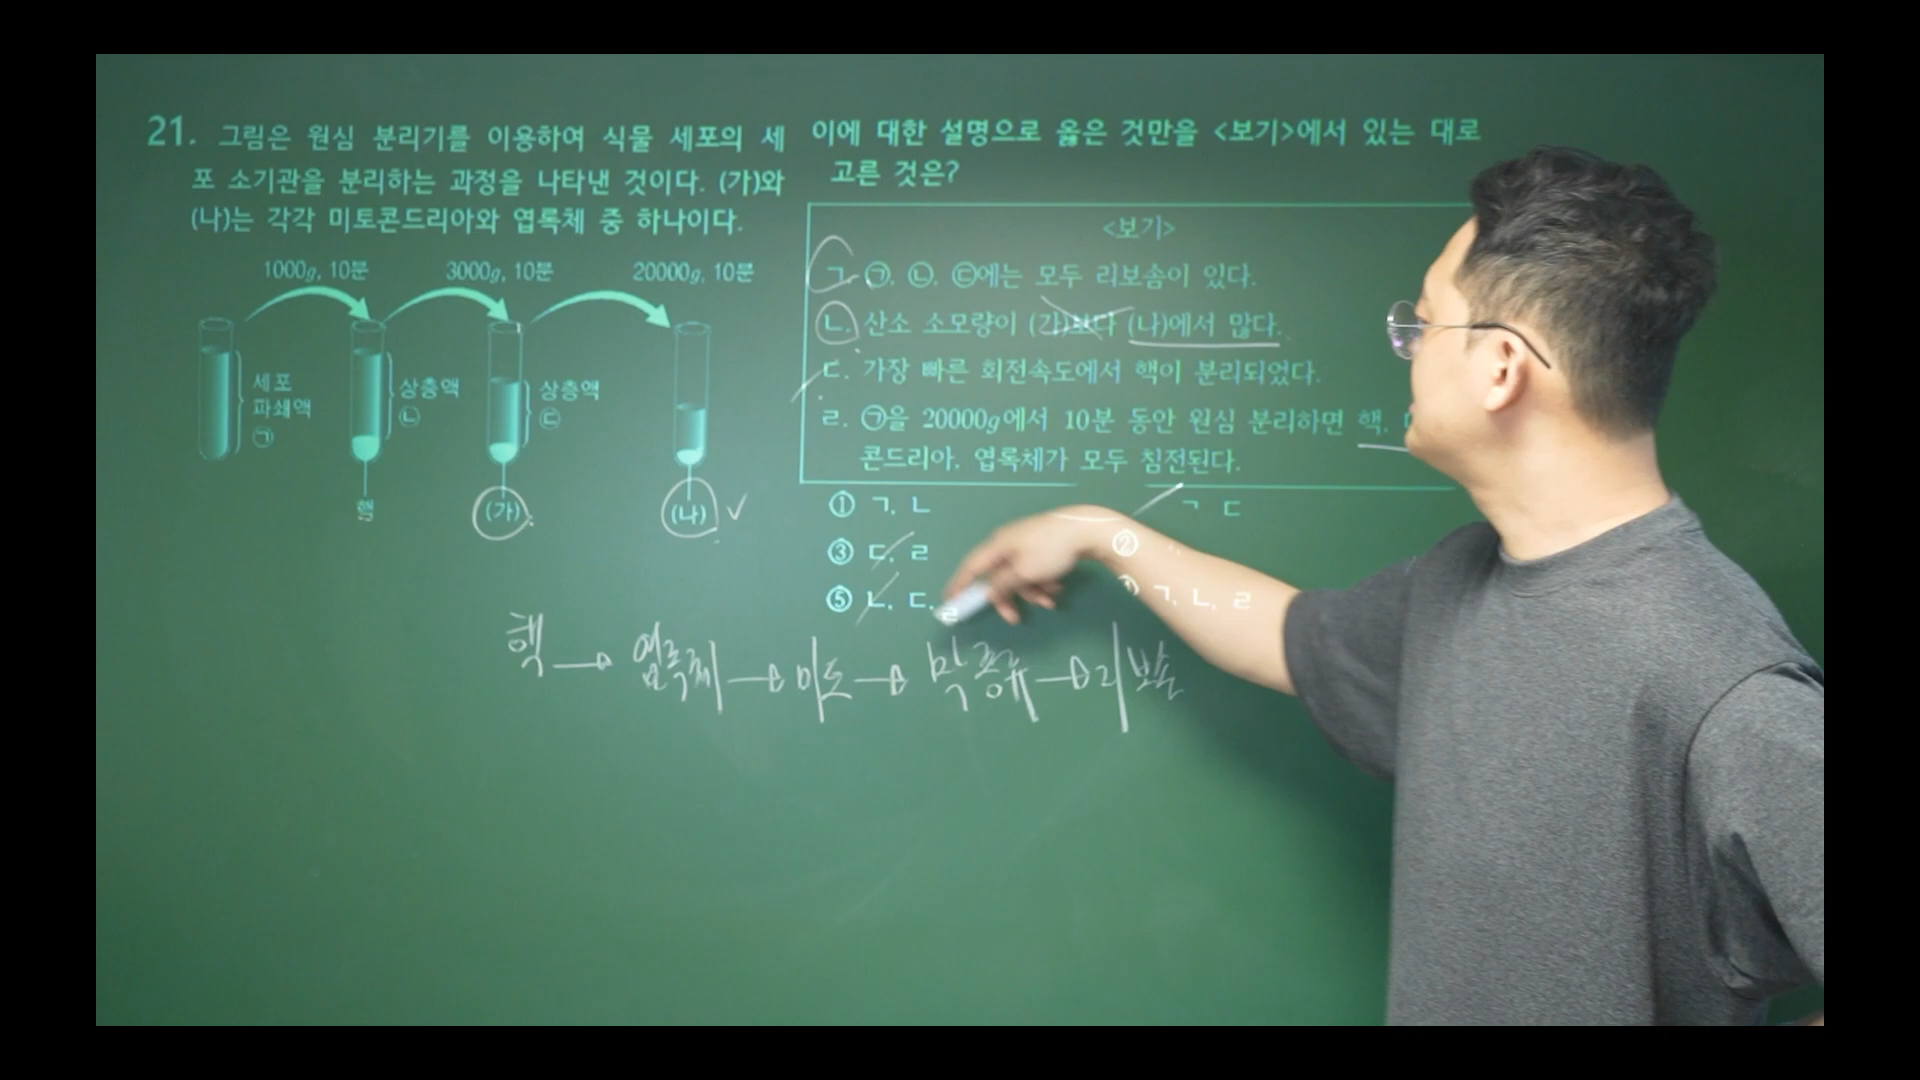 21. 그림은 원심 분리기를 이용하여 식물 세포의 세
포 소기관을 분리하는 과정을 나타낸 것이다. (가)와
(나)는 각각 미토콘드리아와 엽록체 중 하나이다.
1000g, 10분 3000g, 10분 20000g, 10분
세포
파쇄액
㉠
상층액
㉡
상층액
㉢
핵 (가) (나)
이에 대한 설명으로 옳은 것만을 <보기>에서 있는 대로
고른 것은?
<보기>
ㄱ. ㉠, ㉡, ㉢에는 모두 리보솜이 있다.
ㄴ. 산소 소모량이 (가)보다 (나)에서 많다.
ㄷ. 가장 빠른 회전속도에서 핵이 분리되었다.
ㄹ. ㉠을 20000g에서 10분 동안 원심 분리하면 핵,
콘드리아, 엽록체가 모두 침전된다.
① ㄱ, ㄴ
② ㄱ ㄷ
③ ㄷ, ㄹ
ㄱ, ㄴ, ㄹ
⑤ ㄴ, ㄷ, ㄹ
핵 → 엽록체 → 미토 → 막종류 → 리보솜